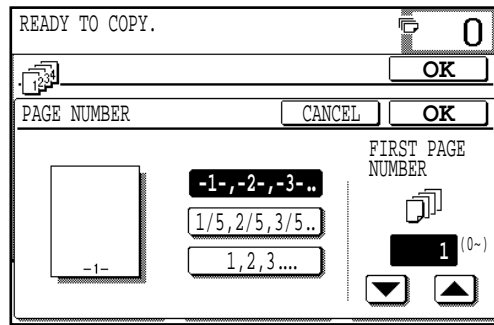 READY TO COPY. 0
1234
OK
PAGE NUMBER CANCEL OK
FIRST PAGE
NUMBER
-1-,-2-,-3-..
1/5,2/5,3/5..
1,2,3....
1 (0~)
-1-